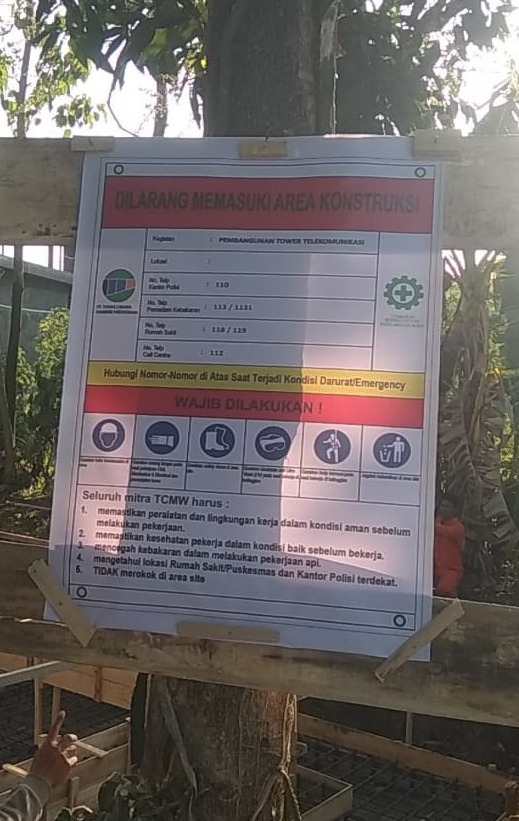 DILARANG MEMASUKI AREA KONSTRUKSI
Kegiatan : PEMBANGUNAN TOWER TELEKOMUNIKASI
Lokasi :
No, Telp Kantor Polisi : 110
No, Telp Pemadam Kebakaran : 113 / 1131
No, Telp Rumah Sakit : 118 / 119
No, Telp Call Centre : 112
Hubungi Nomor-Nomor di Atas Saat Terjadi Kondisi Darurat/Emergency
WAJIB DILAKUKAN !
Seluruh mitra TCMW harus :
1. memastikan peralatan dan lingkungan kerja dalam kondisi aman sebelum
melakukan pekerjaan.
2. memastikan kesehatan pekerja dalam kondisi baik sebelum bekerja.
3. mencegah kebakaran dalam melakukan pekerjaan api.
4. mengetahui lokasi Rumah Sakit/Puskesmas dan Kantor Polisi terdekat.
5. TIDAK merokok di area site